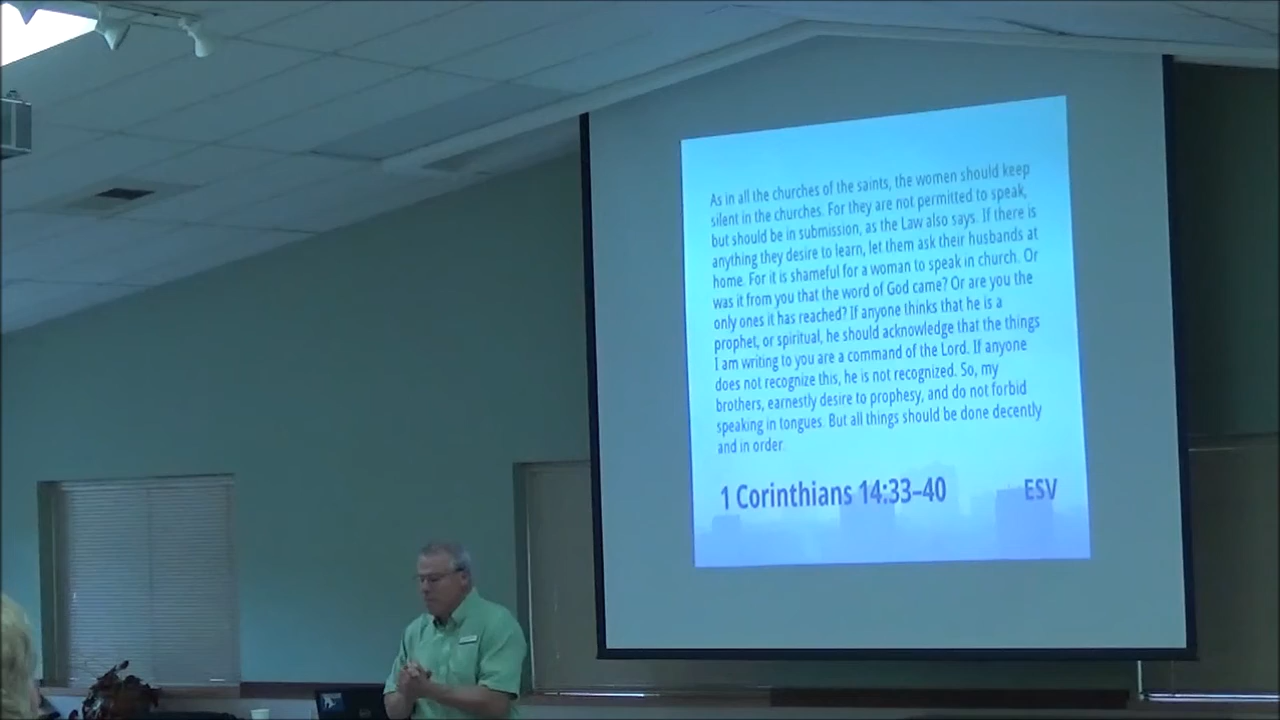 As in all the churches of the saints, the women should keep
silent in the churches. For they are not permitted to speak,
but should be in submission, as the Law also says. If there is
anything they desire to learn, let them ask their husbands at
home. For it is shameful for a woman to speak in church. Or
was it from you that the word of God came? Or are you the
only ones it has reached? If anyone thinks that he is a
prophet, or spiritual, he should acknowledge that the things
I am writing to you are a command of the Lord. If anyone
does not recognize this, he is not recognized. So, my
brothers, earnestly desire to prophesy, and do not forbid
speaking in tongues. But all things should be done decently
and in order.
1 Corinthians 14:33–40 ESV